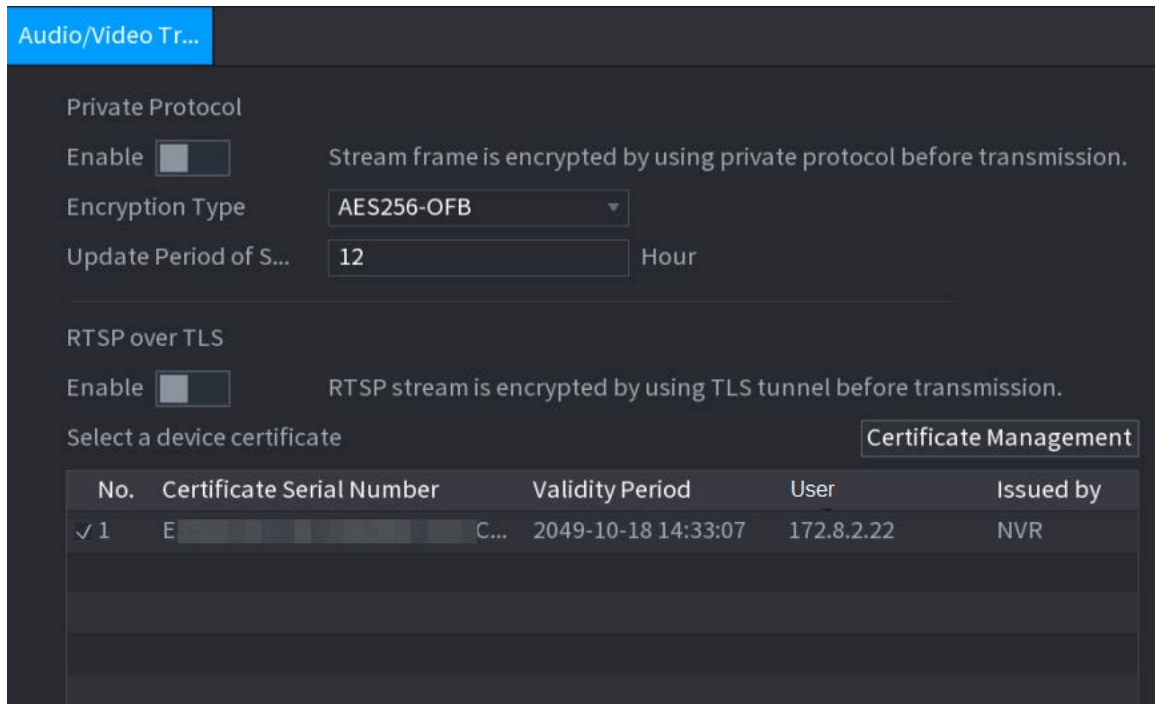 Audio/Video Tr...
Private Protocol
Enable Stream frame is encrypted by using private protocol before transmission.
Encryption Type AES256-OFB
Update Period of S... 12 Hour
RTSP over TLS
Enable RTSP stream is encrypted by using TLS tunnel before transmission.
Select a device certificate Certificate Management
No. Certificate Serial Number Validity Period User Issued by
1 E C... 2049-10-18 14:33:07 172.8.2.22 NVR